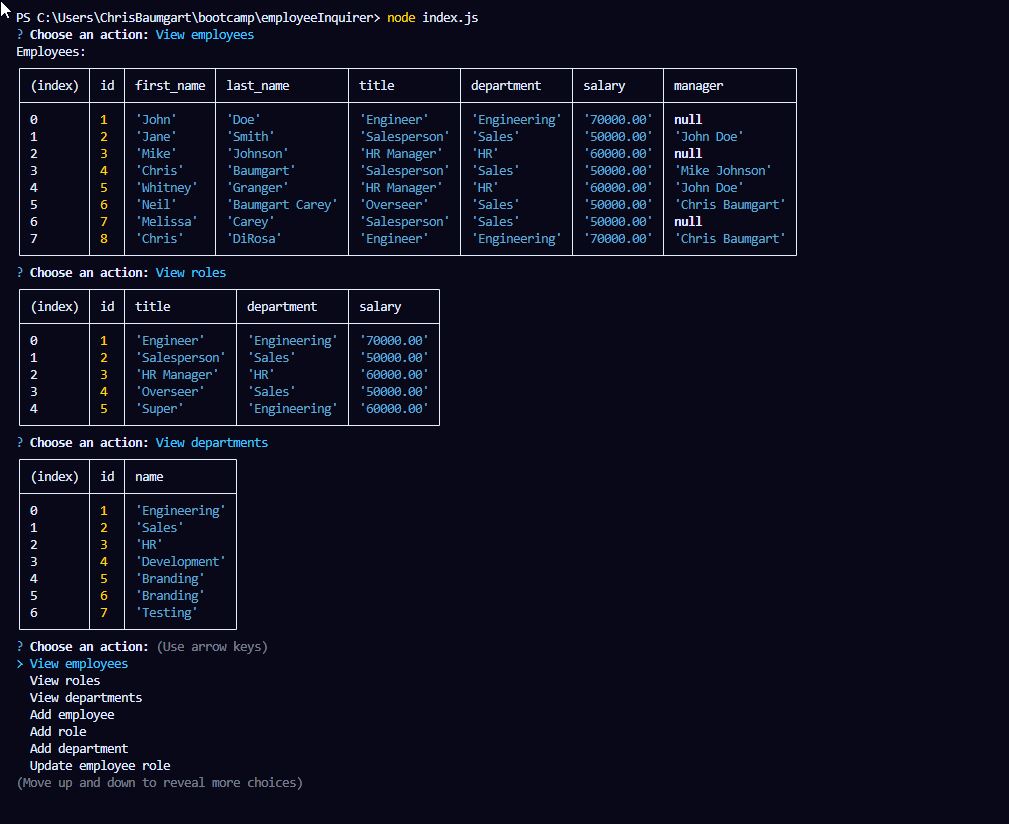 PS C:\Users\ChrisBaumgart\bootcamp\employeeInquirer> node index.js
? Choose an action: View employees
Employees:
(index) id first_name last_name title department salary manager
0 1 'John' 'Doe' 'Engineer' 'Engineering' '70000.00' null
1 2 'Jane' 'Smith' 'Salesperson' 'Sales' '50000.00' 'John Doe'
2 3 'Mike' 'Johnson' 'HR Manager' 'HR' '60000.00' null
3 4 'Chris' 'Baumgart' 'Salesperson' 'Sales' '50000.00' 'Mike Johnson'
4 5 'Whitney' 'Granger' 'HR Manager' 'HR' '60000.00' 'John Doe'
5 6 'Neil' 'Baumgart Carey' 'Overseer' 'Sales' '50000.00' 'Chris Baumgart'
6 7 'Melissa' 'Carey' 'Salesperson' 'Sales' '50000.00' null
7 8 'Chris' 'DiRosa' 'Engineer' 'Engineering' '70000.00' 'Chris Baumgart'
? Choose an action: View roles
(index) id title department salary
0 1 'Engineer' 'Engineering' '70000.00'
1 2 'Salesperson' 'Sales' '50000.00'
2 3 'HR Manager' 'HR' '60000.00'
3 4 'Overseer' 'Sales' '50000.00'
4 5 'Super' 'Engineering' '60000.00'
? Choose an action: View departments
(index) id name
0 1 'Engineering'
1 2 'Sales'
2 3 'HR'
3 4 'Development'
4 5 'Branding'
5 6 'Branding'
6 7 'Testing'
? Choose an action: (Use arrow keys)
> View employees
View roles
View departments
Add employee
Add role
Add department
Update employee role
(Move up and down to reveal more choices)